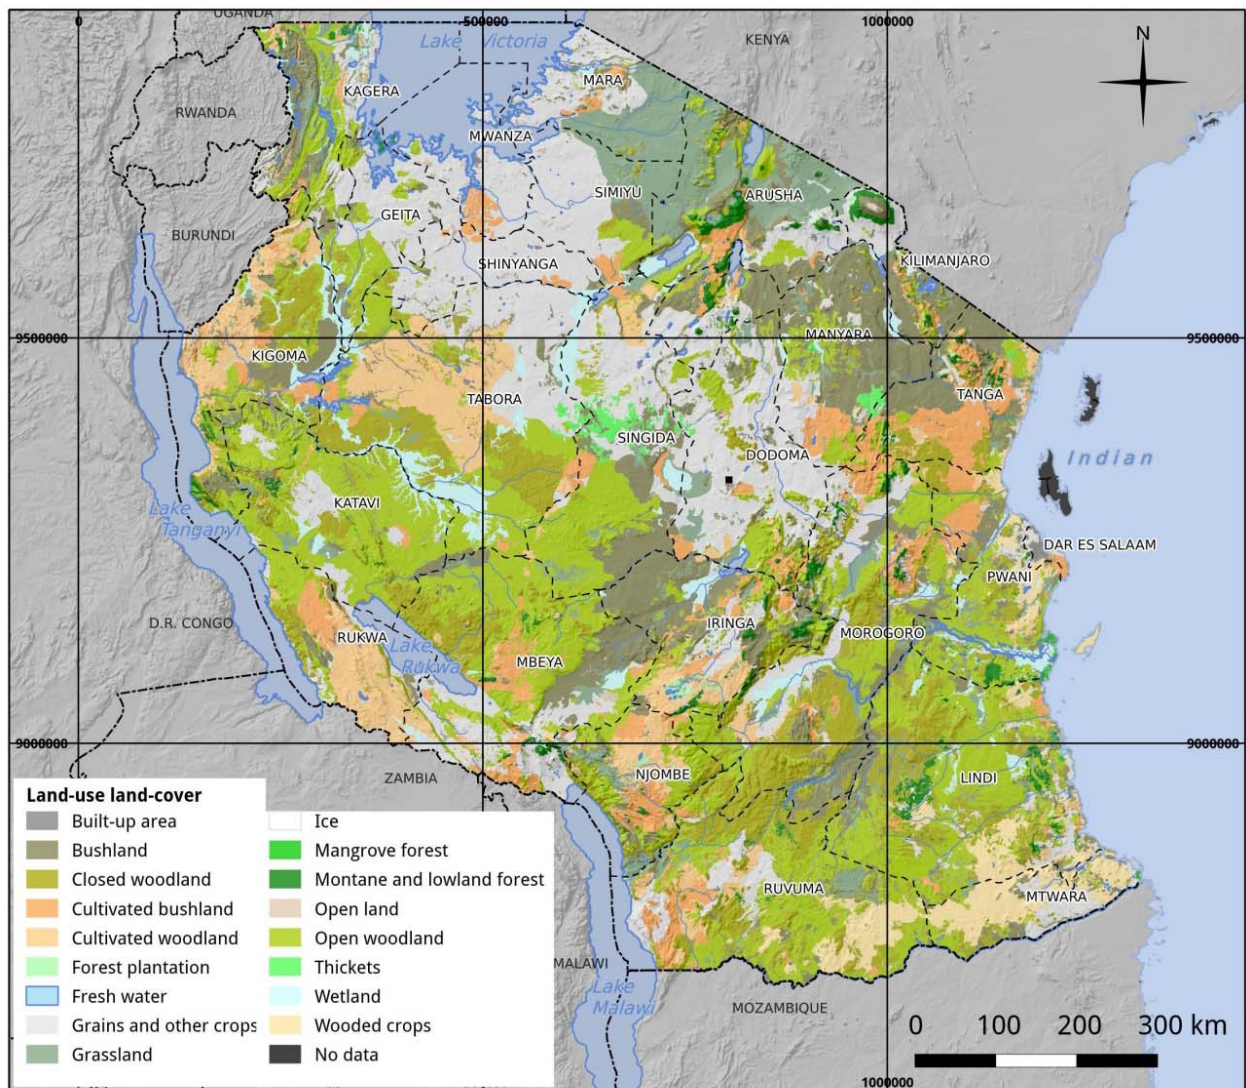 UGANDA
500000
1000000
Lake Victoria
KENYA
N
MARA
KAGERA
RWANDA
MWANZA
SIMIYU
ARUSHA
GEITA
BURUNDI
SHINYANGA
KILIMANJARO
9500000
9500000
MANYARA
KIGOMA
TABORA
TANGA
SINGIDA
DODOMA
Indian
KATAVI
Lake
Tanganyi
DAR ES SALAAM
PWANI
D.R. CONGO
RUKWA
IRINGA
MOROGORO
Lake
Rukwa
MBEYA
9000000
9000000
ZAMBIA
NJOMBE
LINDI
Land-use land-cover
Built-up area
Bushland
Closed woodland
Cultivated bushland
Cultivated woodland
Forest plantation
Fresh water
Grains and other crops
Grassland
Ice
Mangrove forest
Montane and lowland forest
Open land
Open woodland
Thickets
Wetland
Wooded crops
No data
RUVUMA
MTWARA
MALAWI
Lake
Malawi
MOZAMBIQUE
0 100 200 300 km
1000000